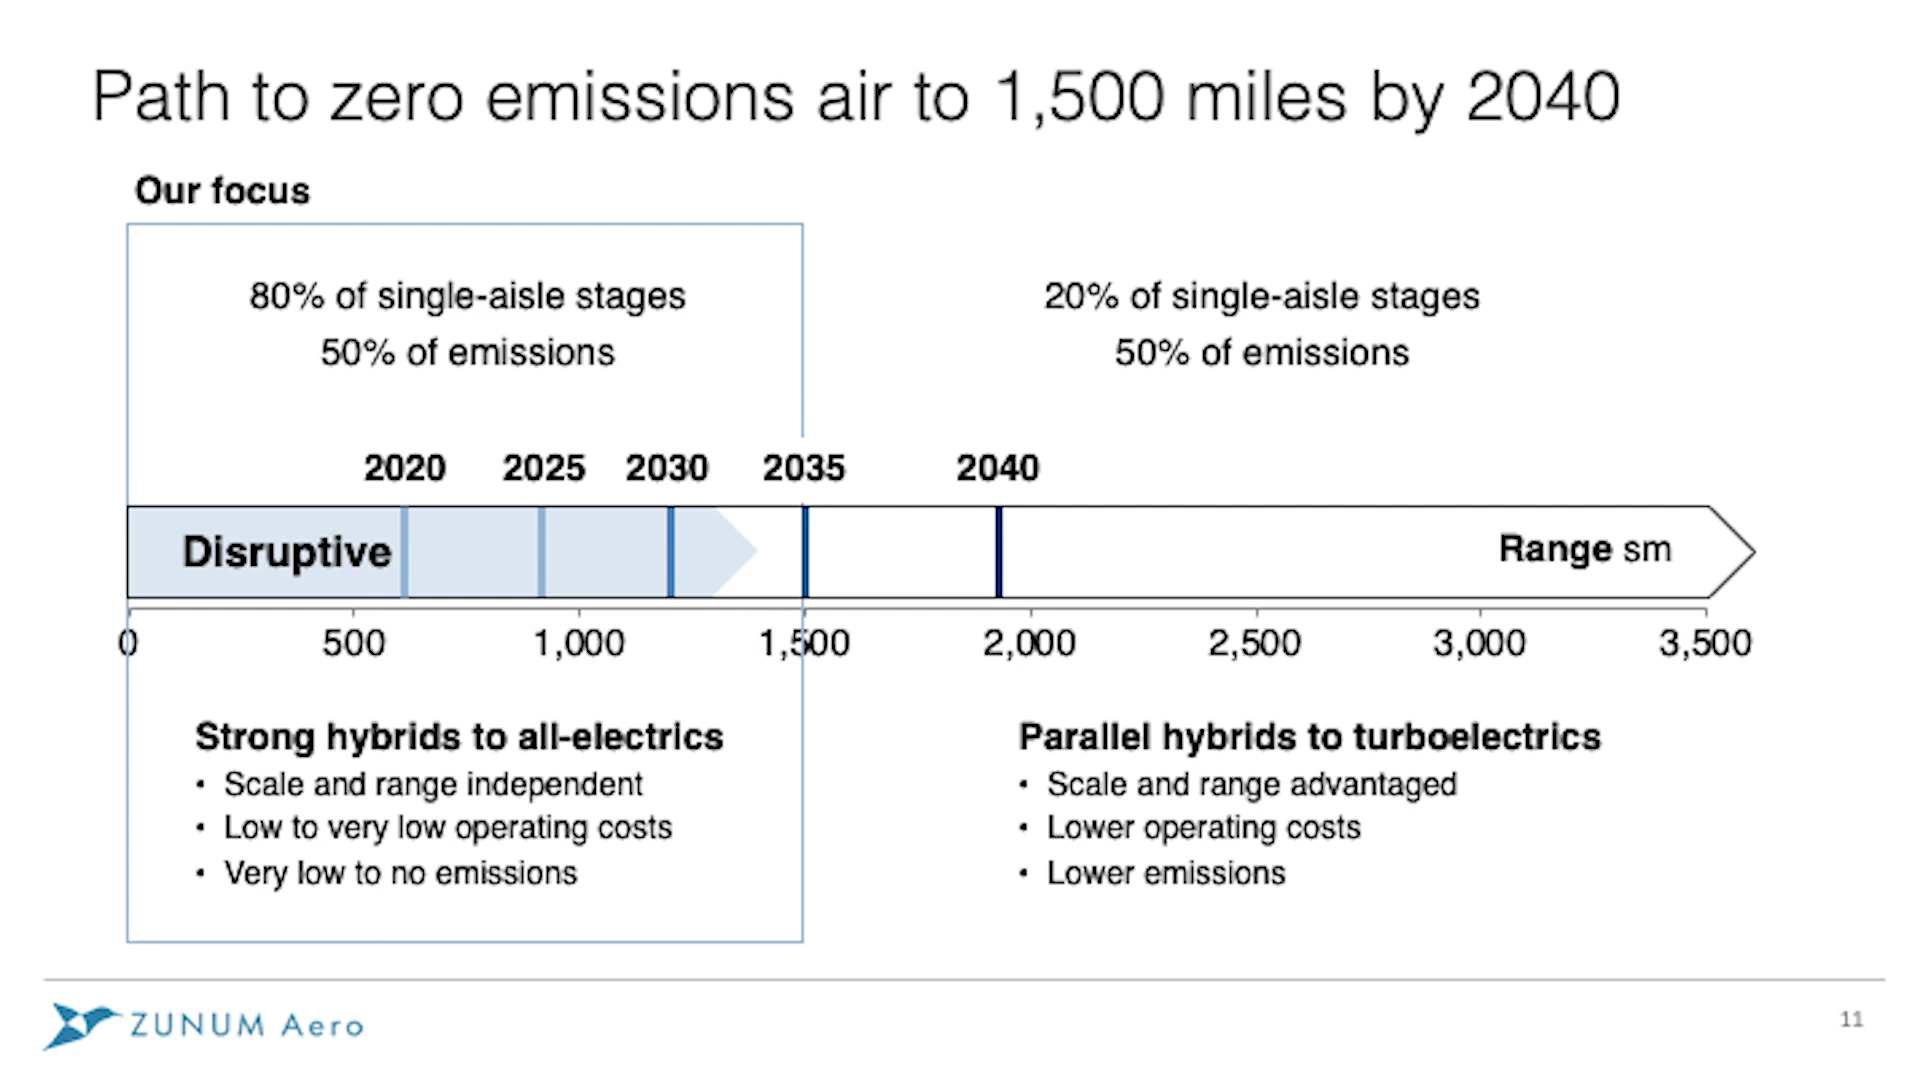 Path to zero emissions air to 1,500 miles by 2040
Our focus
80% of single-aisle stages
50% of emissions
20% of single-aisle stages
50% of emissions
2020 2025 2030 2035 2040
Disruptive
Range sm
0 500 1,000 1,500 2,000 2,500 3,000 3,500
Strong hybrids to all-electrics
• Scale and range independent
• Low to very low operating costs
• Very low to no emissions
Parallel hybrids to turboelectrics
• Scale and range advantaged
• Lower operating costs
• Lower emissions
ZUNUM Aero
11